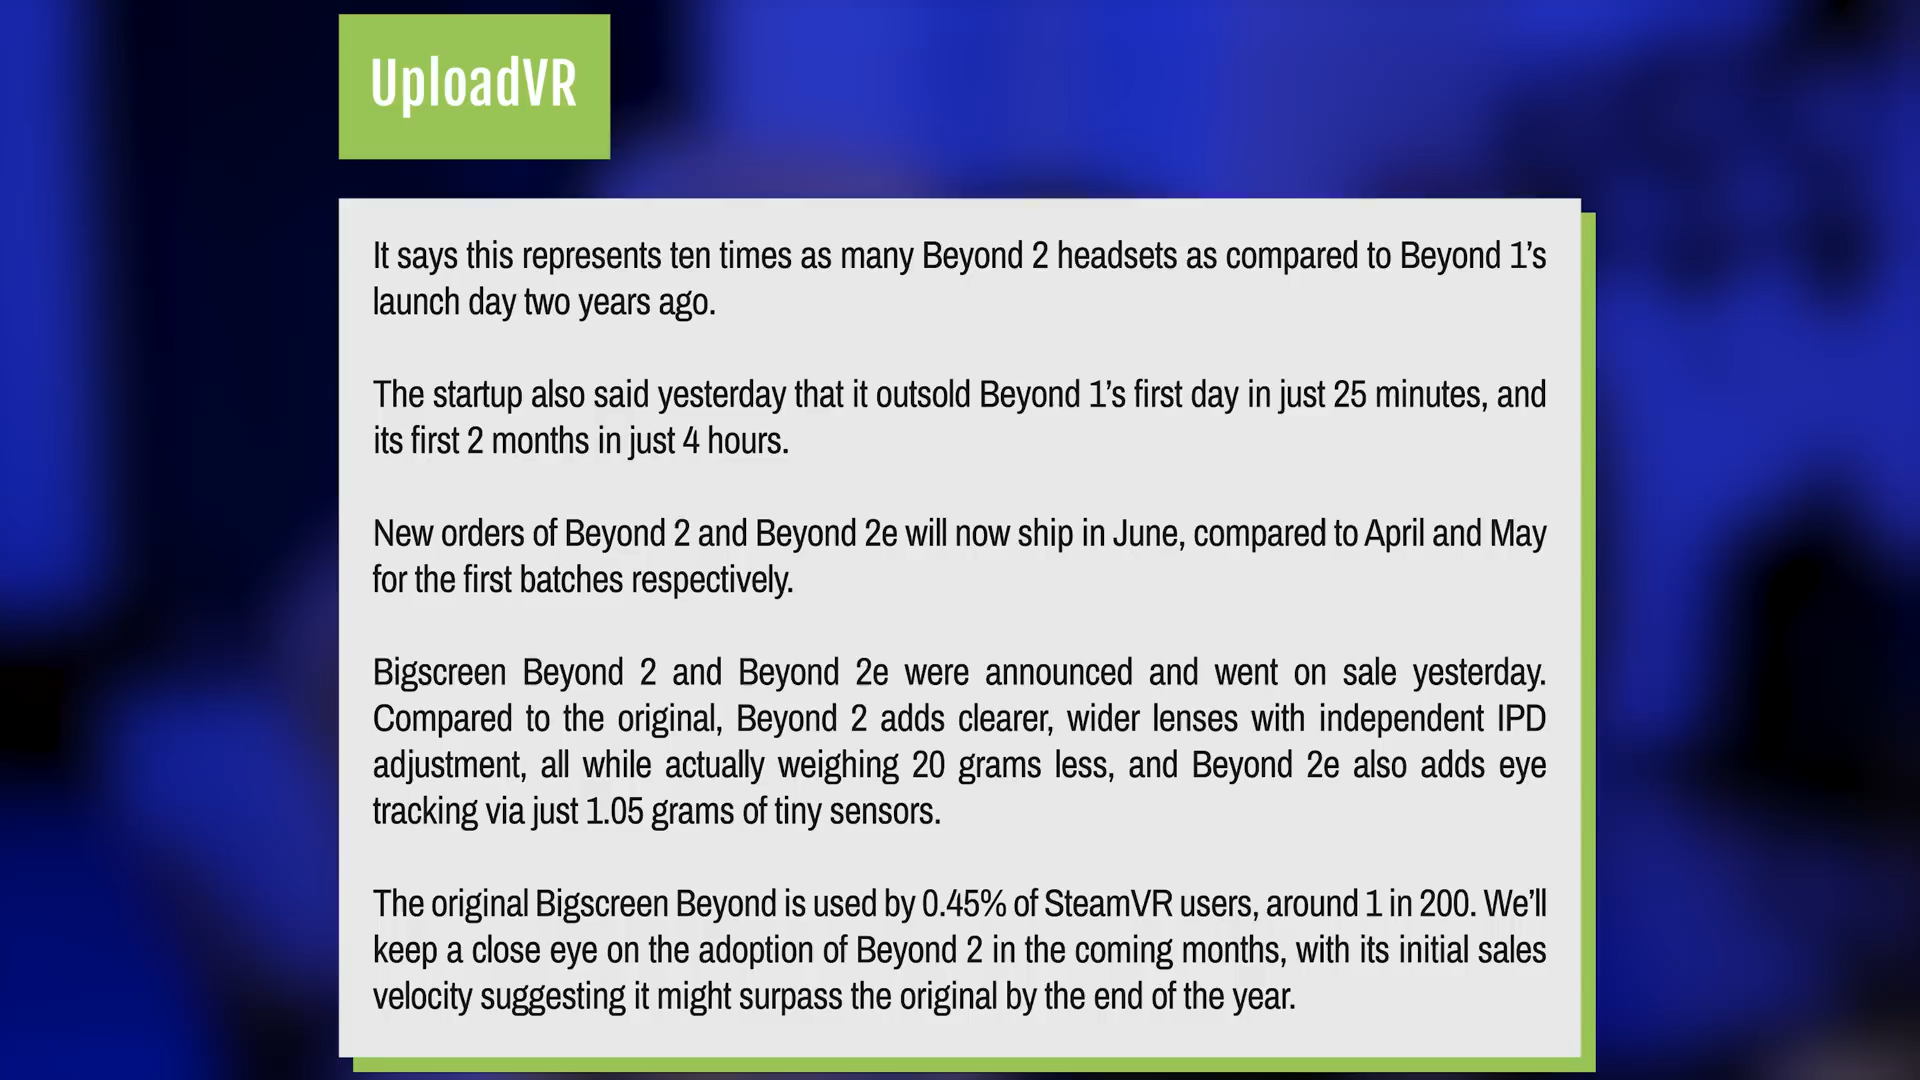 UploadVR
It says this represents ten times as many Beyond 2 headsets as compared to Beyond 1’s
launch day two years ago.
The startup also said yesterday that it outsold Beyond 1’s first day in just 25 minutes, and
its first 2 months in just 4 hours.
New orders of Beyond 2 and Beyond 2e will now ship in June, compared to April and May
for the first batches respectively.
Bigscreen Beyond 2 and Beyond 2e were announced and went on sale yesterday.
Compared to the original, Beyond 2 adds clearer, wider lenses with independent IPD
adjustment, all while actually weighing 20 grams less, and Beyond 2e also adds eye
tracking via just 1.05 grams of tiny sensors.
The original Bigscreen Beyond is used by 0.45% of SteamVR users, around 1 in 200. We’ll
keep a close eye on the adoption of Beyond 2 in the coming months, with its initial sales
velocity suggesting it might surpass the original by the end of the year.